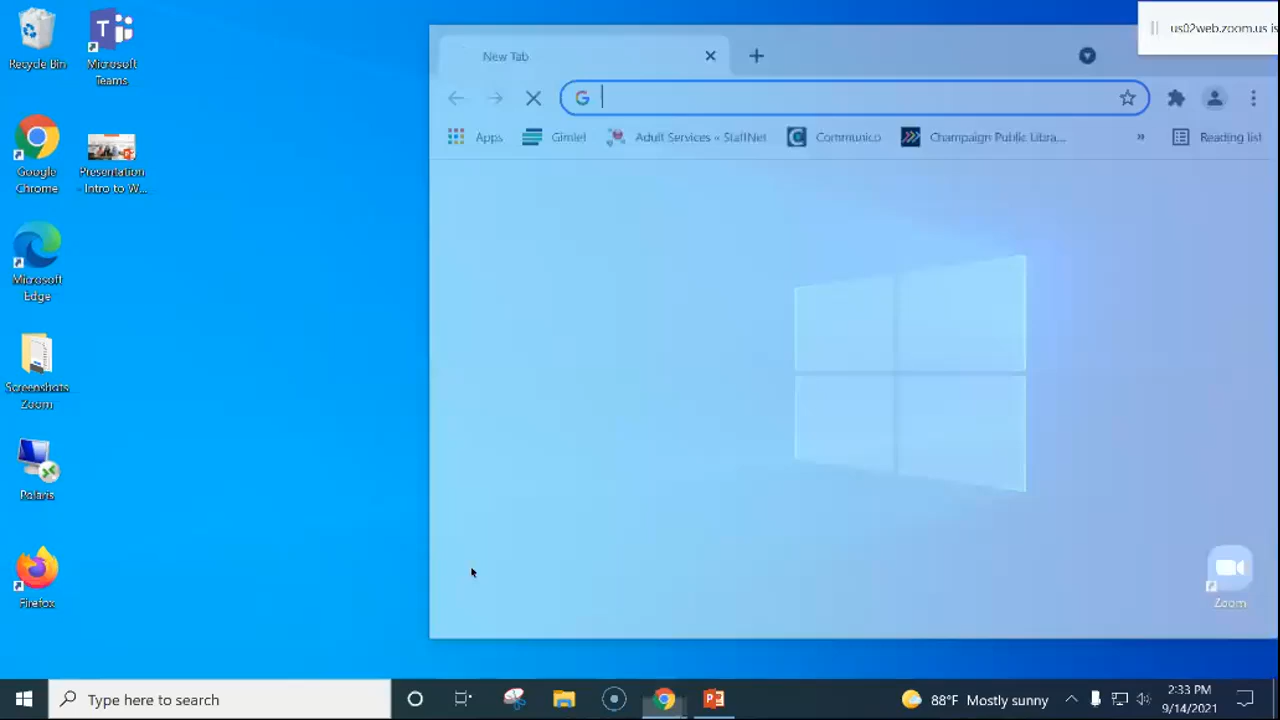 Recycle Bin
Microsoft
Teams
Google
Chrome
Presentation
- Intro to W...
Microsoft
Edge
Screenshots
Zoom
Polaris
Firefox
us02web.zoom.us is
New Tab
Apps
Gimlet
Adult Services « StaffNet
Communico
Champaign Public Libra...
»
Reading list
Zoom
Type here to search
88°F Mostly sunny
2:33 PM
9/14/2021